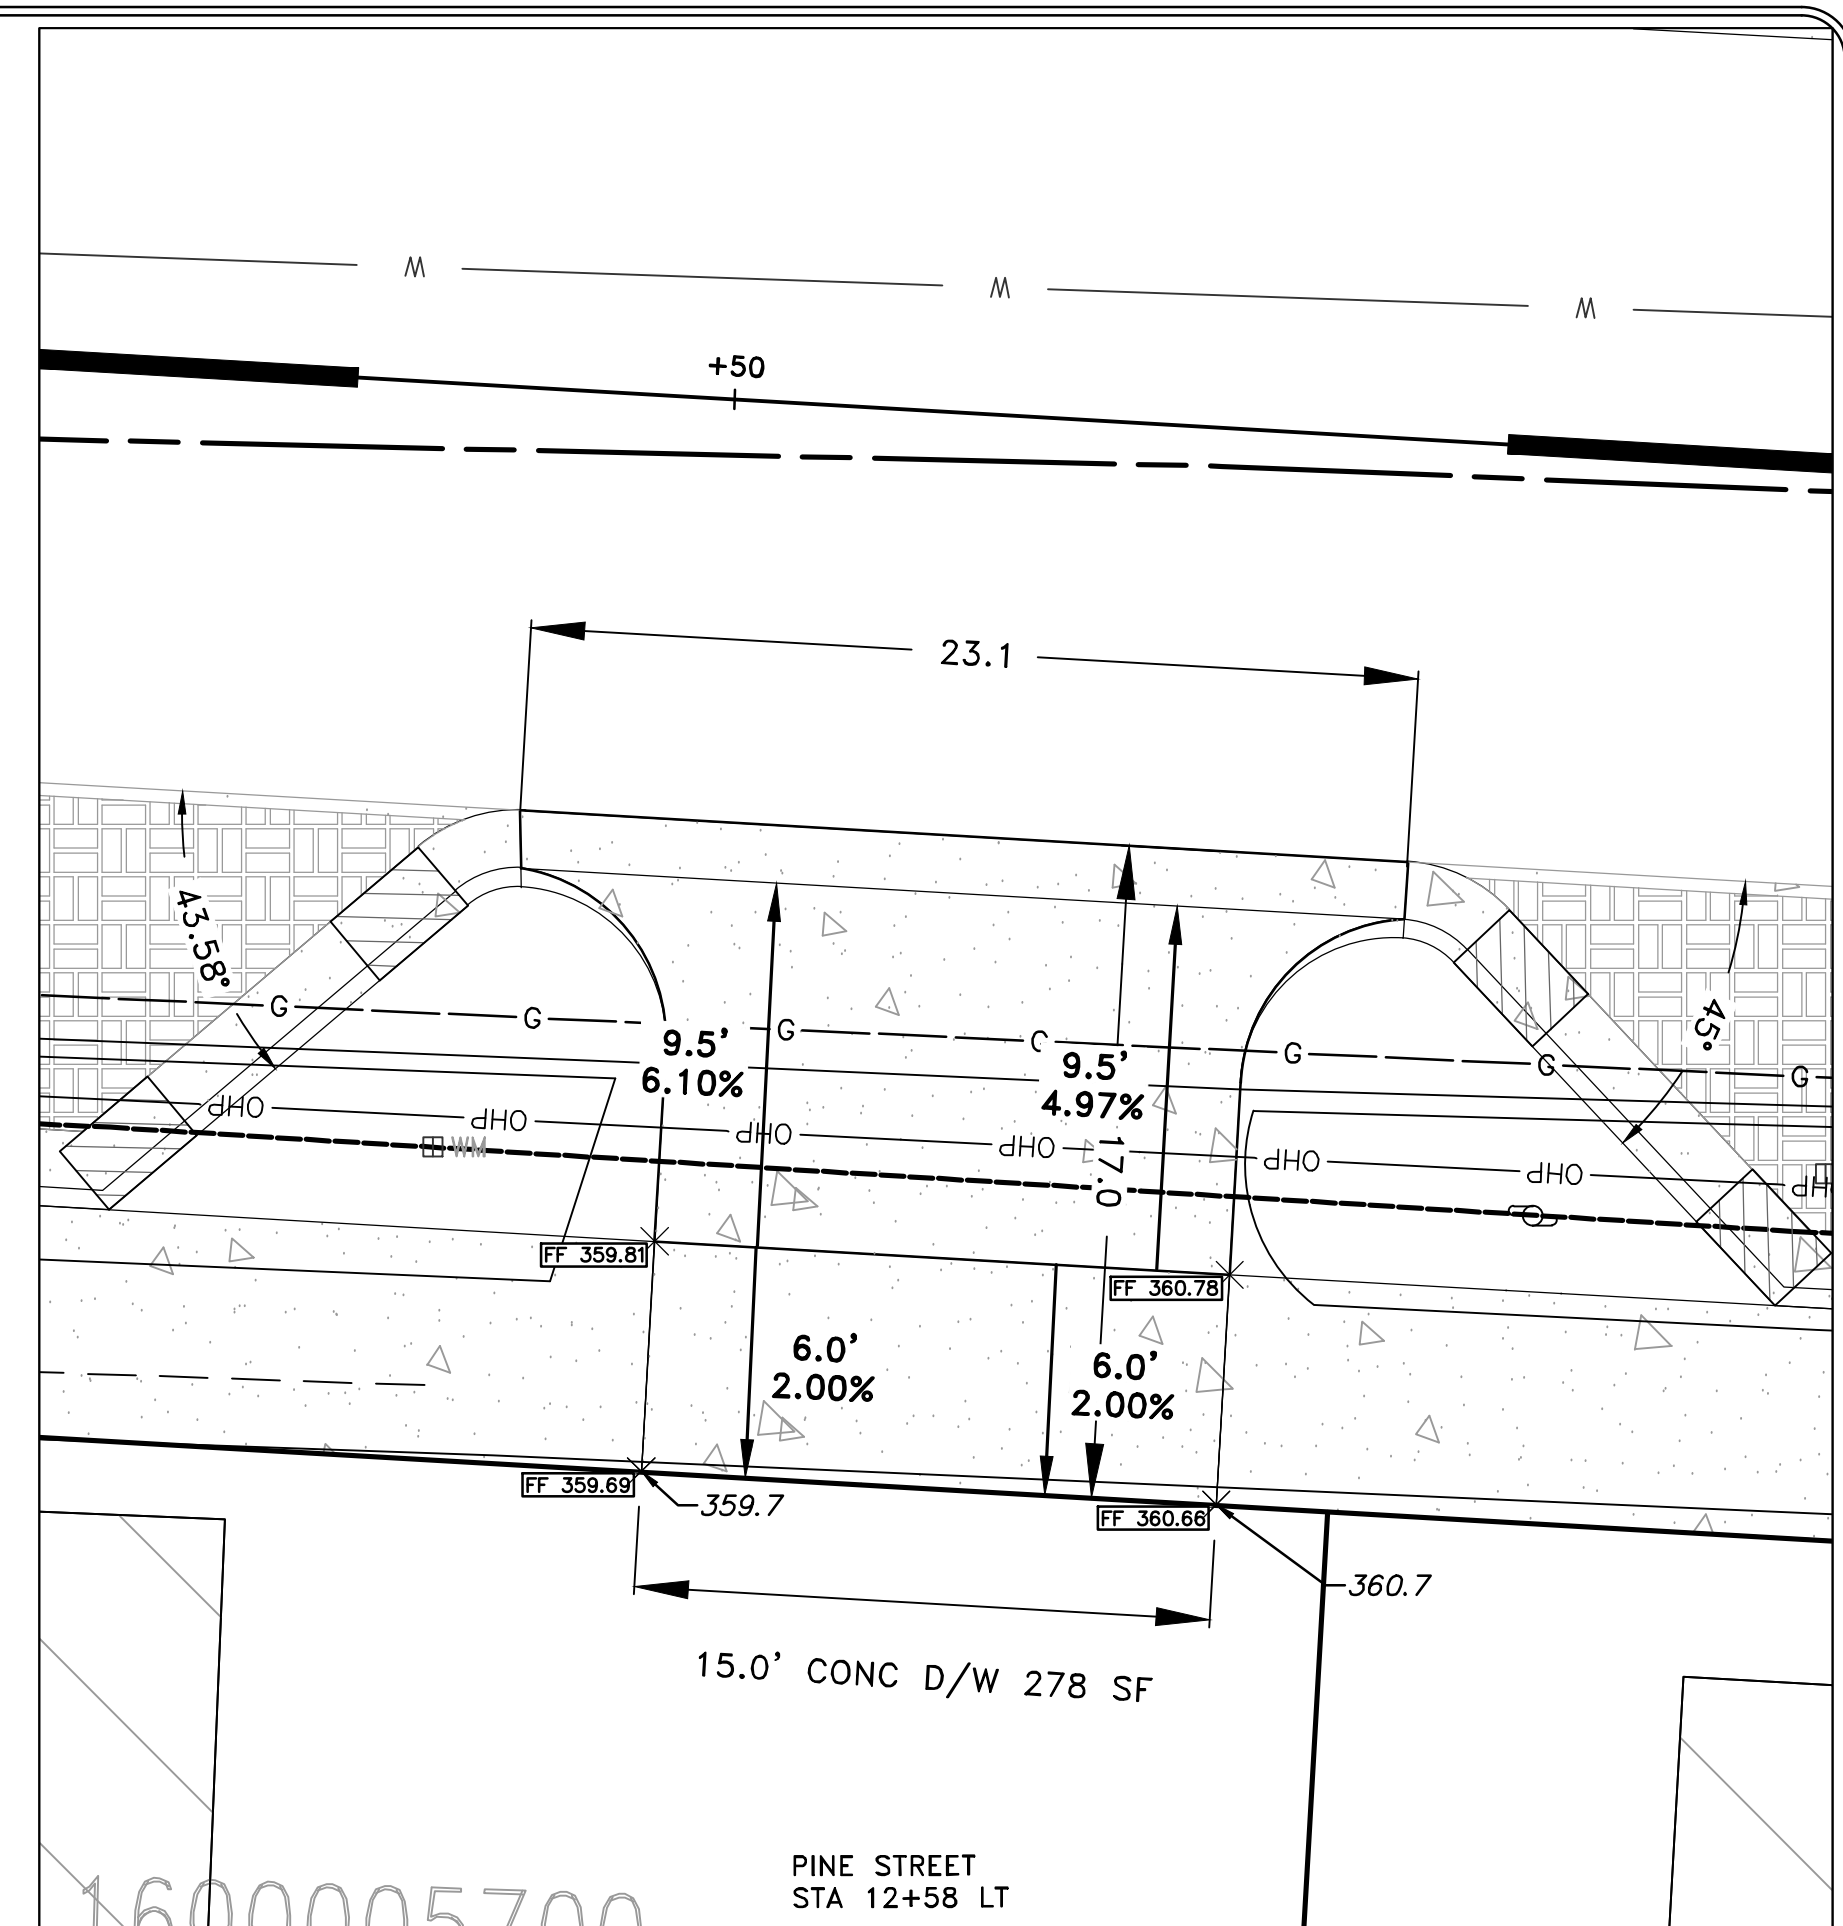 W W W
+50
23.1
43.58°
45°
G G G G G G G
9.5'
6.10%
9.5'
4.97%
OHP OHP OHP OHP OHP OHP OHP
WM
17.0
FF 359.81
FF 360.78
6.0'
2.00%
6.0'
2.00%
FF 359.69
359.7
FF 360.66
360.7
15.0' CONC D/W 278 SF
PINE STREET
STA 12+58 LT
1600005700